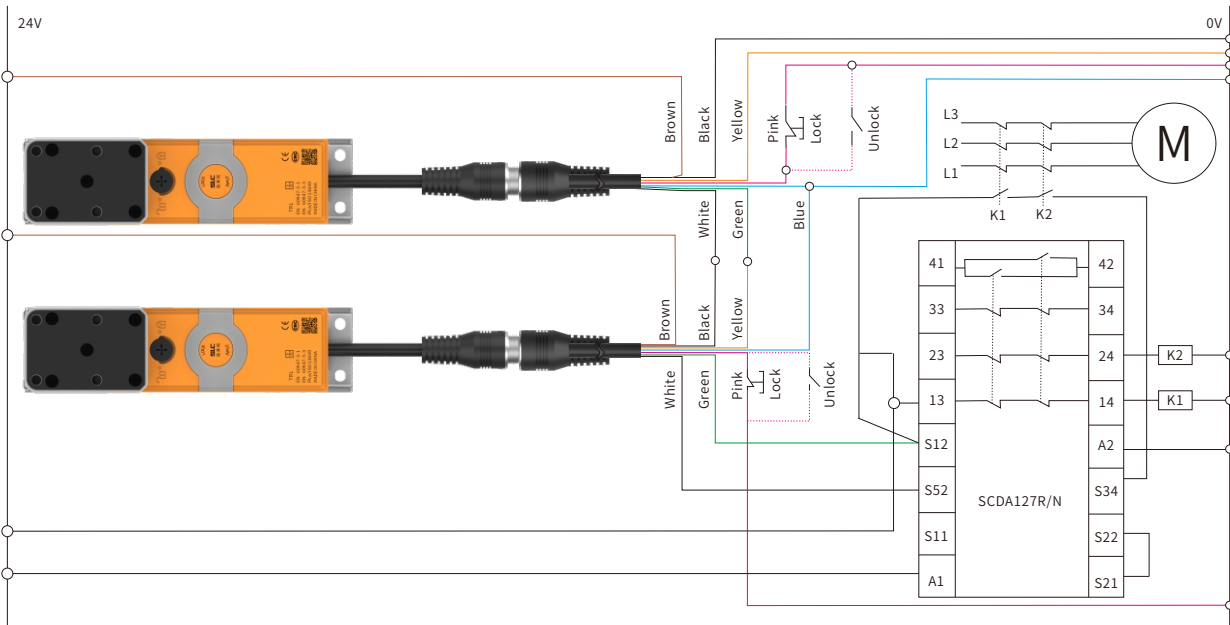 24V
0V
Brown
Black
Yellow
Pink
Lock
Unlock
L3
L2
L1
M
K1
K2
White
Green
Blue
Brown
Black
Yellow
White
Green
Pink
Lock
Unlock
41
42
33
34
23
24
K2
13
14
K1
S12
A2
S52
S34
SCDA127R/N
S11
S22
A1
S21